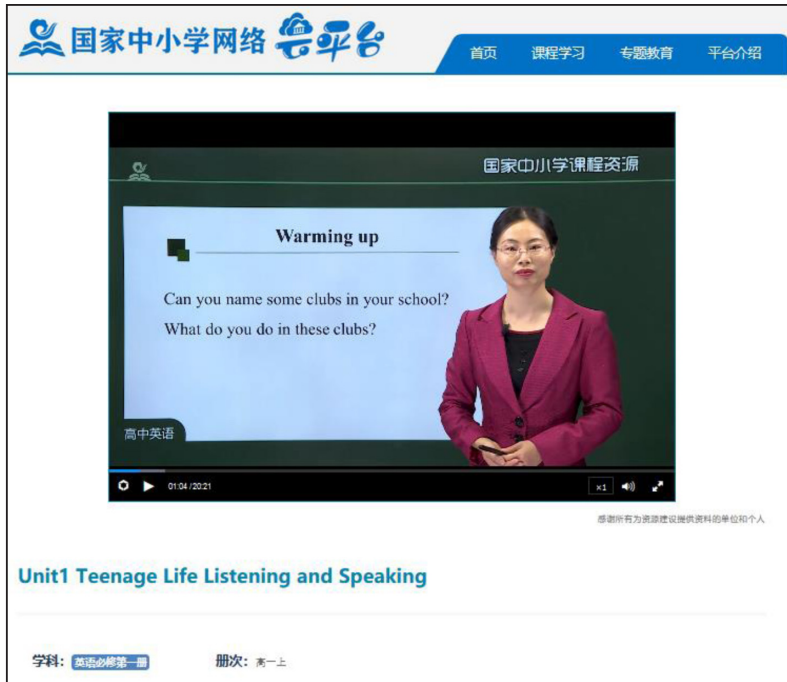 国家中小学网络云平台
首页 课程学习 专题教育 平台介绍
国家中小学课程资源
Warming up
Can you name some clubs in your school?
What do you do in these clubs?
高中英语
01:04 /20:21
x1
感谢所有为资源建设提供资料的单位和个人
Unit1 Teenage Life Listening and Speaking
学科: 英语必修第一册 册次: 高一上